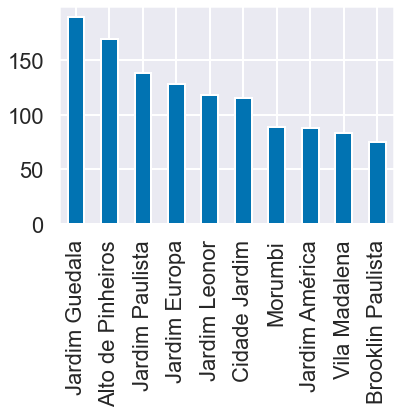 150
100
50
0
Jardim Guedala
Alto de Pinheiros
Jardim Paulista
Jardim Europa
Jardim Leonor
Cidade Jardim
Morumbi
Jardim América
Vila Madalena
Brooklin Paulista